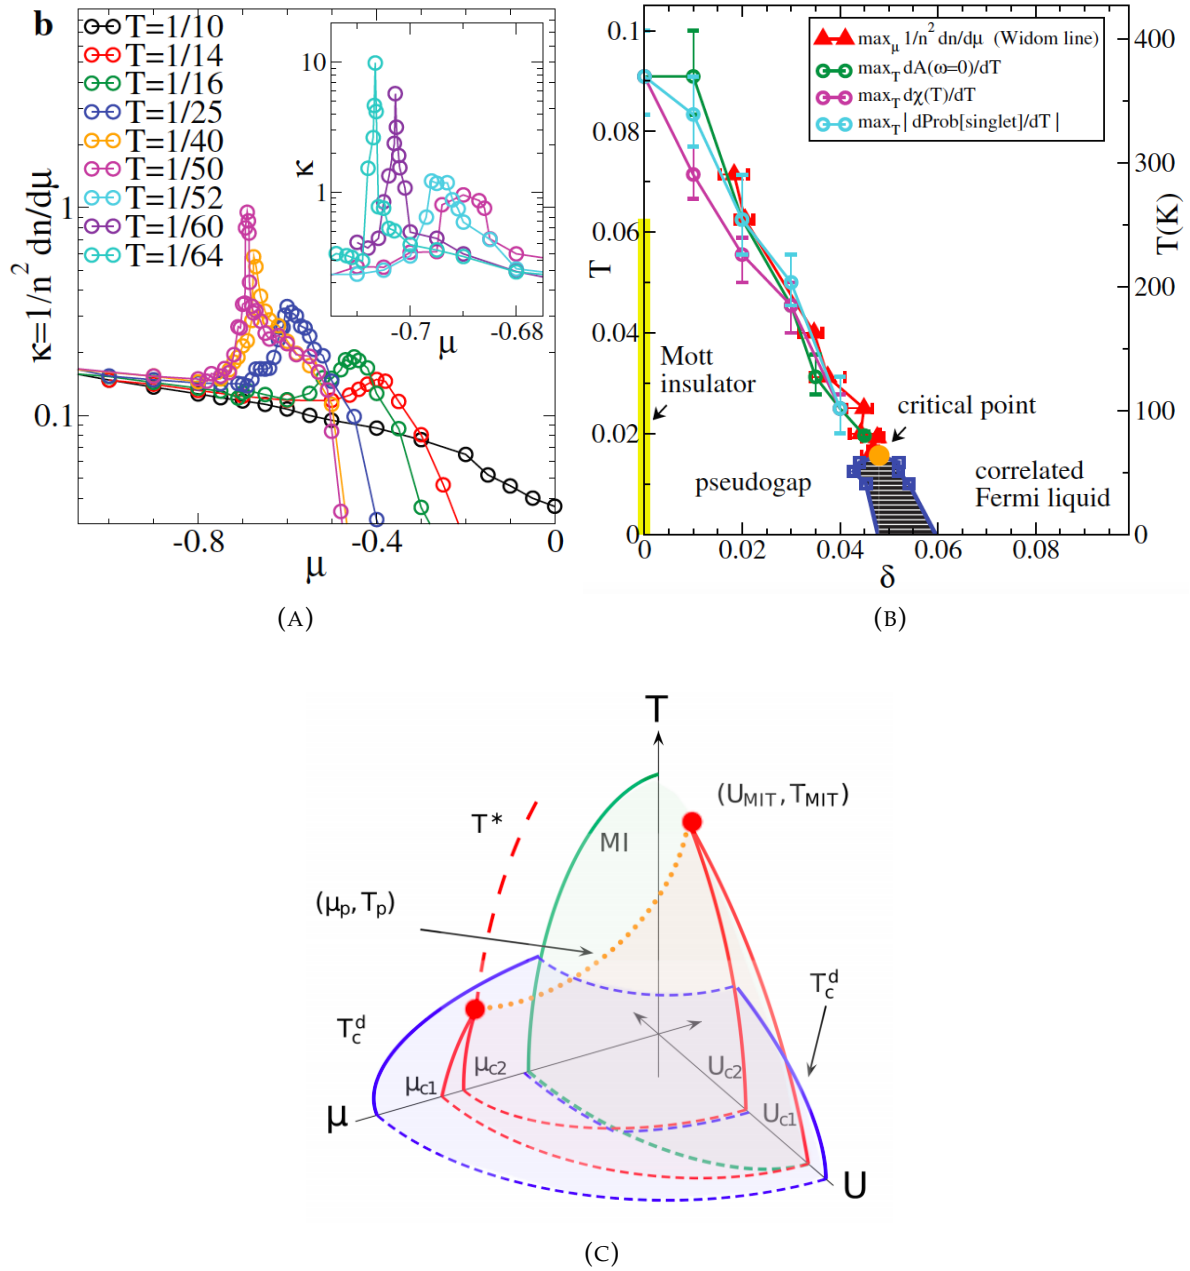 b
T=1/10
T=1/14
T=1/16
T=1/25
T=1/40
T=1/50
T=1/52
T=1/60
T=1/64
κ=1/n² dn/dμ
1
0.1
-0.8
-0.4
0
μ
10
1
κ
-0.7
-0.68
μ
(A)
max_μ 1/n² dn/dμ (Widom line)
max_T dA(ω=0)/dT
max_T dχ(T)/dT
max_T | dProb[singlet]/dT |
0.1
0.08
0.06
0.04
0.02
0
T
400
300
200
100
0
T(K)
Mott
insulator
critical point
pseudogap
correlated
Fermi liquid
0
0.02
0.04
0.06
0.08
δ
(B)
T
(U_MIT, T_MIT)
T*
MI
(μ_p, T_p)
T_c^d
T_c^d
μ_c1
μ_c2
U_c2
U_c1
μ
U
(C)